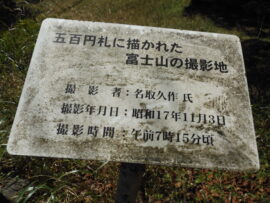 五百円札に描かれた
富士山の撮影地
撮影者：名取久作 氏
撮影年月日：昭和17年11月3日
撮影時間：午前7時15分頃